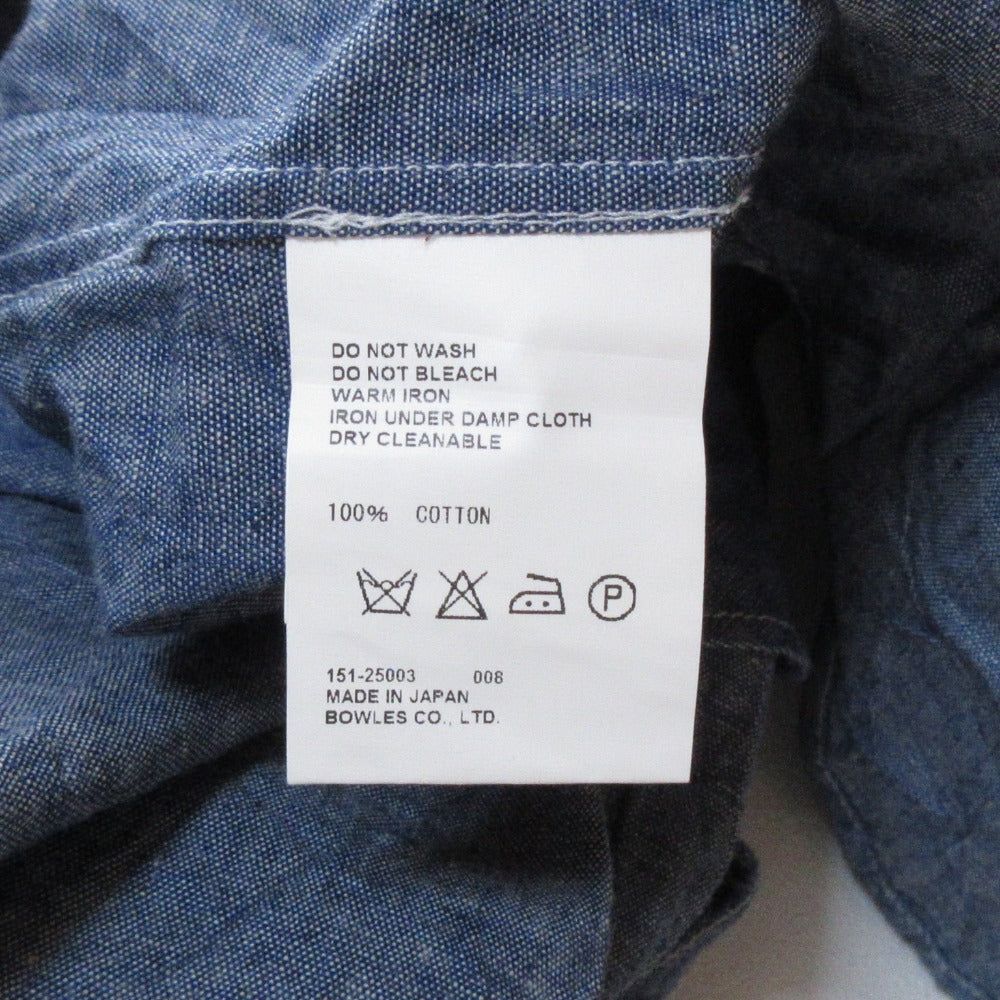 DO NOT WASH
DO NOT BLEACH
WARM IRON
IRON UNDER DAMP CLOTH
DRY CLEANABLE
100% COTTON
P
151-25003 008
MADE IN JAPAN
BOWLES CO., LTD.